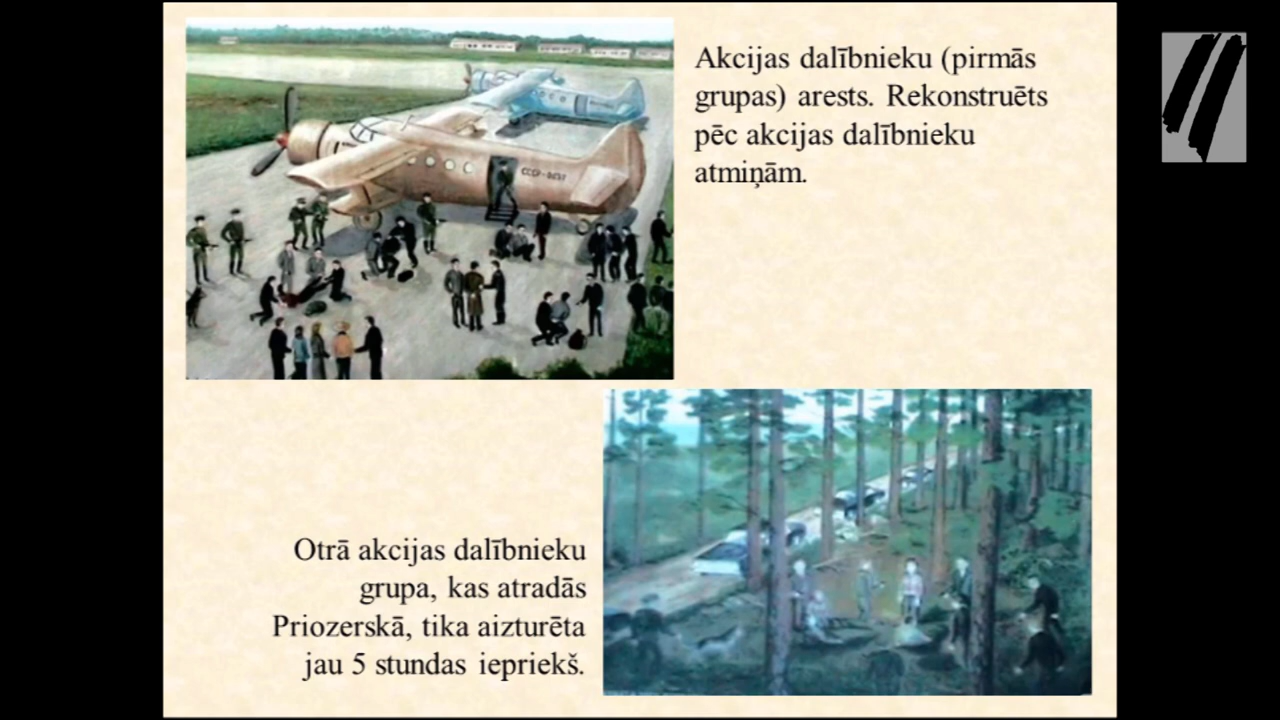 Akcijas dalībnieku (pirmās
grupas) arests. Rekonstruēts
pēc akcijas dalībnieku
atmiņām.
Otrā akcijas dalībnieku
grupa, kas atradās
Priozerskā, tika aizturēta
jau 5 stundas iepriekš.